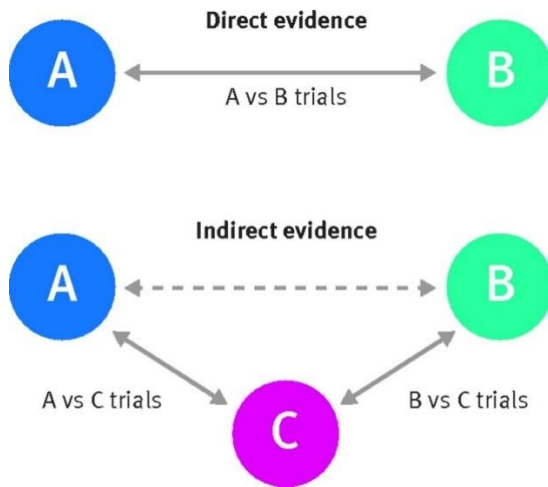 Direct evidence
A
B
A vs B trials
Indirect evidence
A
B
A vs C trials
B vs C trials
C